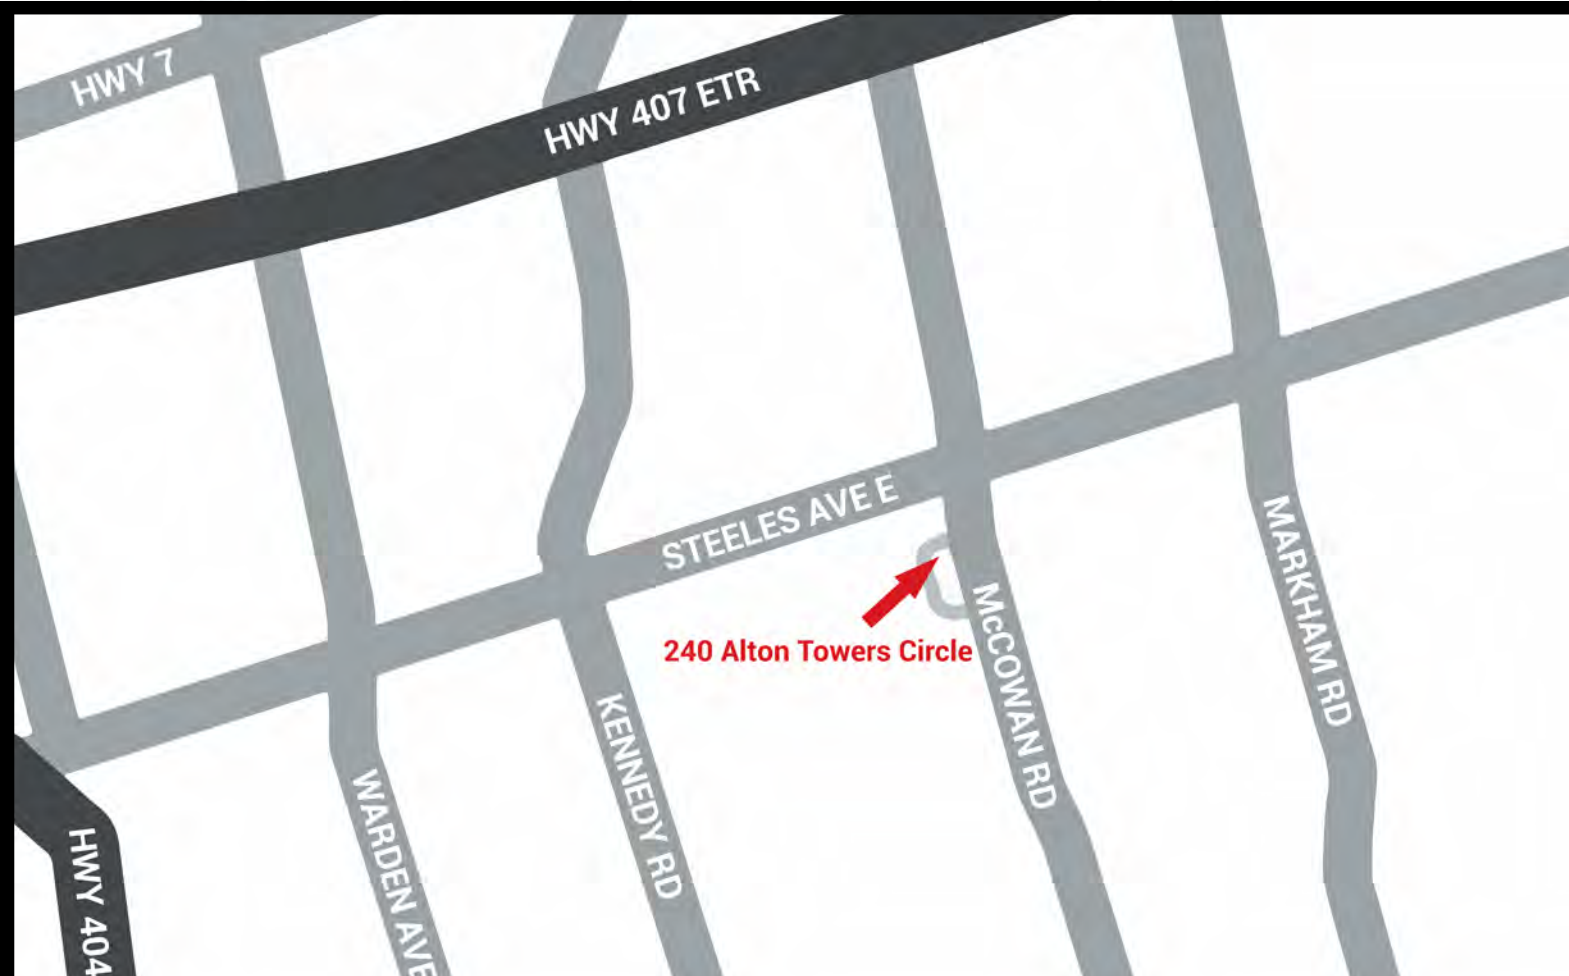 HWY 7
HWY 407 ETR
STEELES AVE E
240 Alton Towers Circle
McCOWAN RD
MARKHAM RD
KENNEDY RD
WARDEN AVE
HWY 404